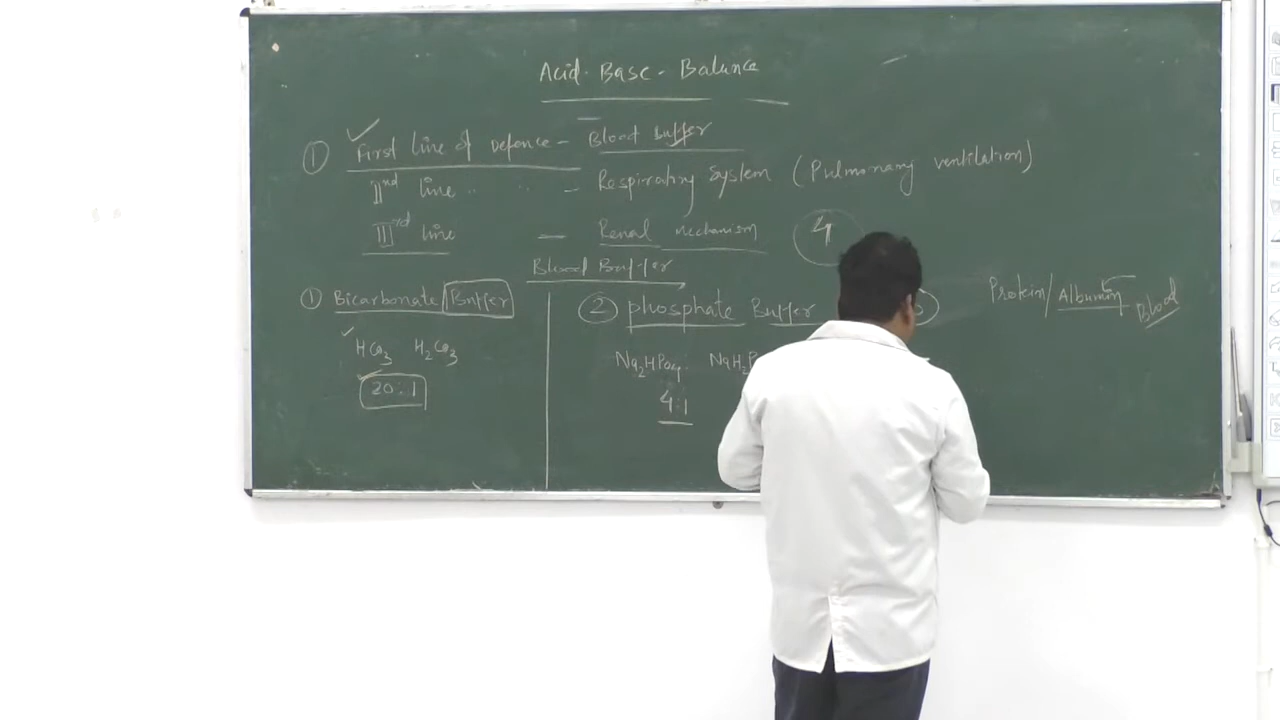 Acid-Base-Balance
① First line of defence - Blood Buffer
IInd line " " - Respiratory System (Pulmonary ventilation)
IIIrd line - Renal mechanism 4
Blood Buffer
① Bicarbonate Buffer
HCO3 H2CO3
20:1
② phosphate Buffer
Na2HPO4: NaH2P
4:1
Protein/Albumin
Blood